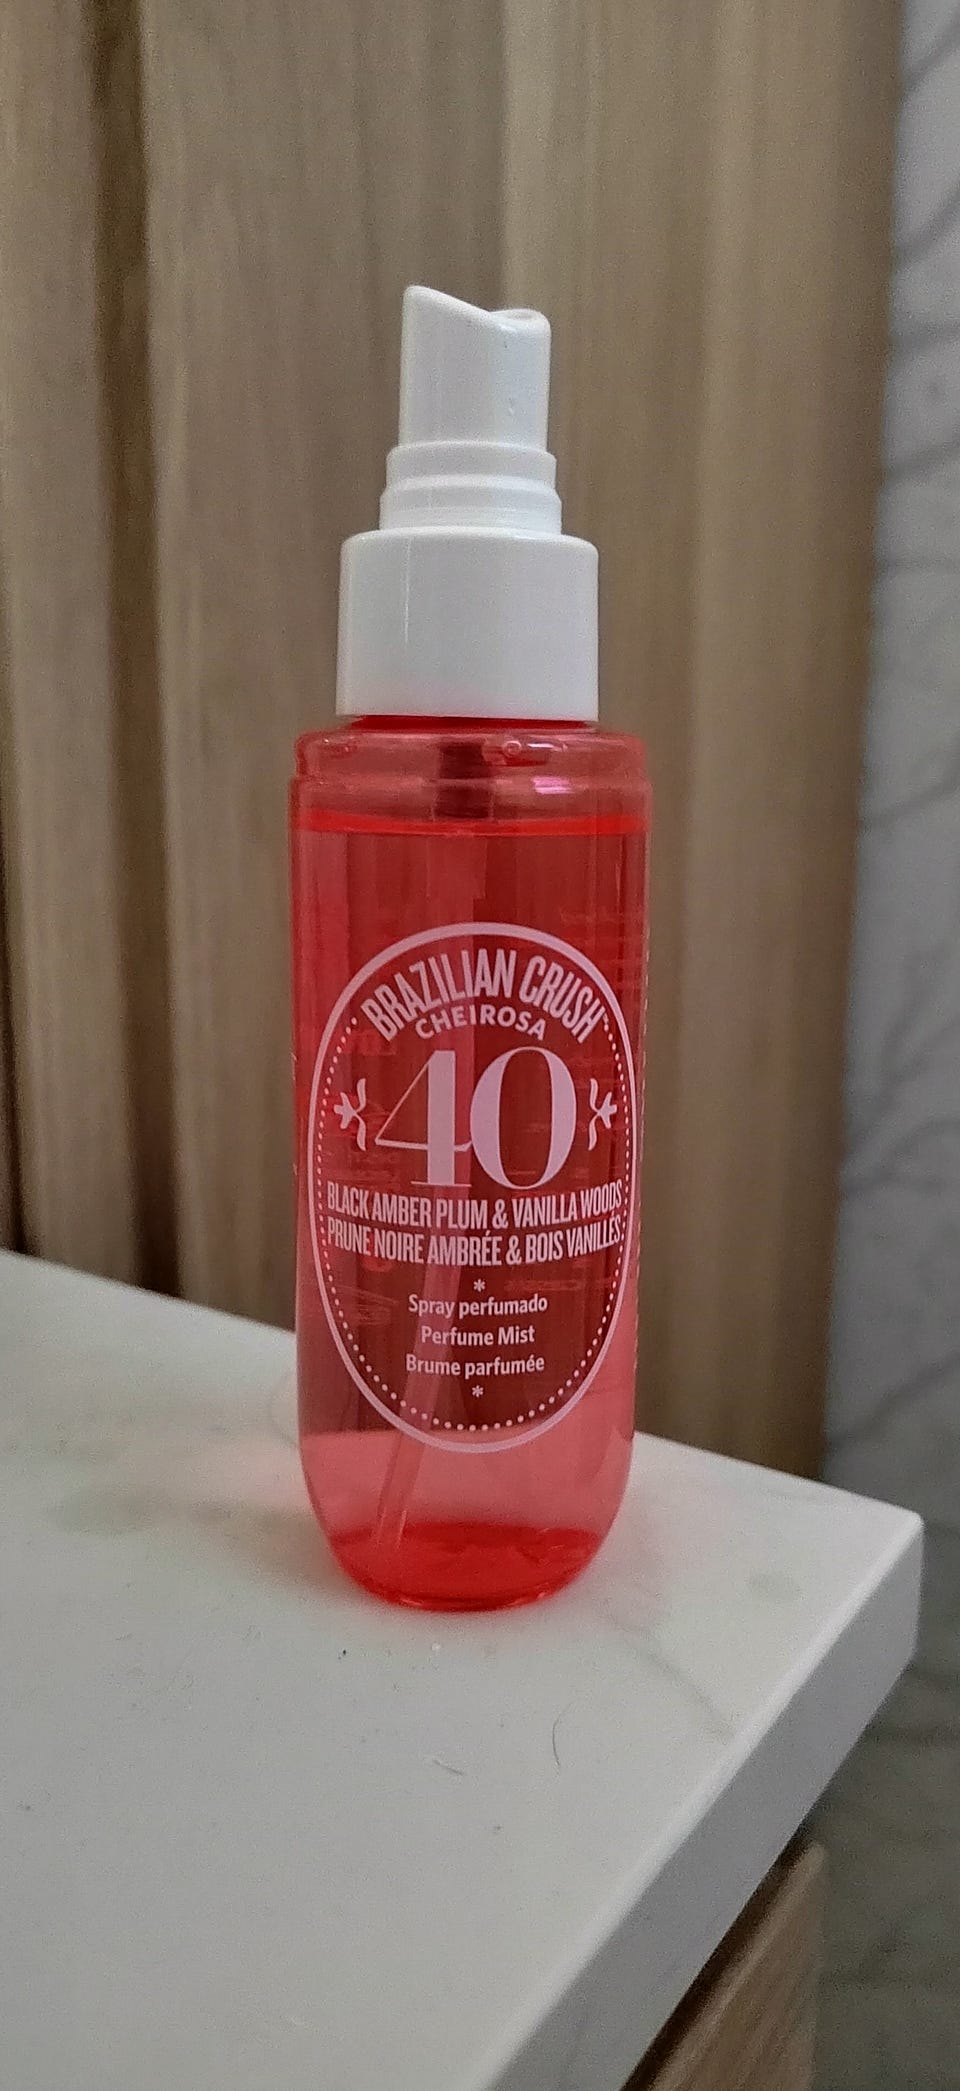 BRAZILIAN CRUSH
CHEIROSA
40
BLACK AMBER PLUM & VANILLA WOODS
PRUNE NOIRE AMBRÉE & BOIS VANILLÉS
*
Spray perfumado
Perfume Mist
Brume parfumée
*